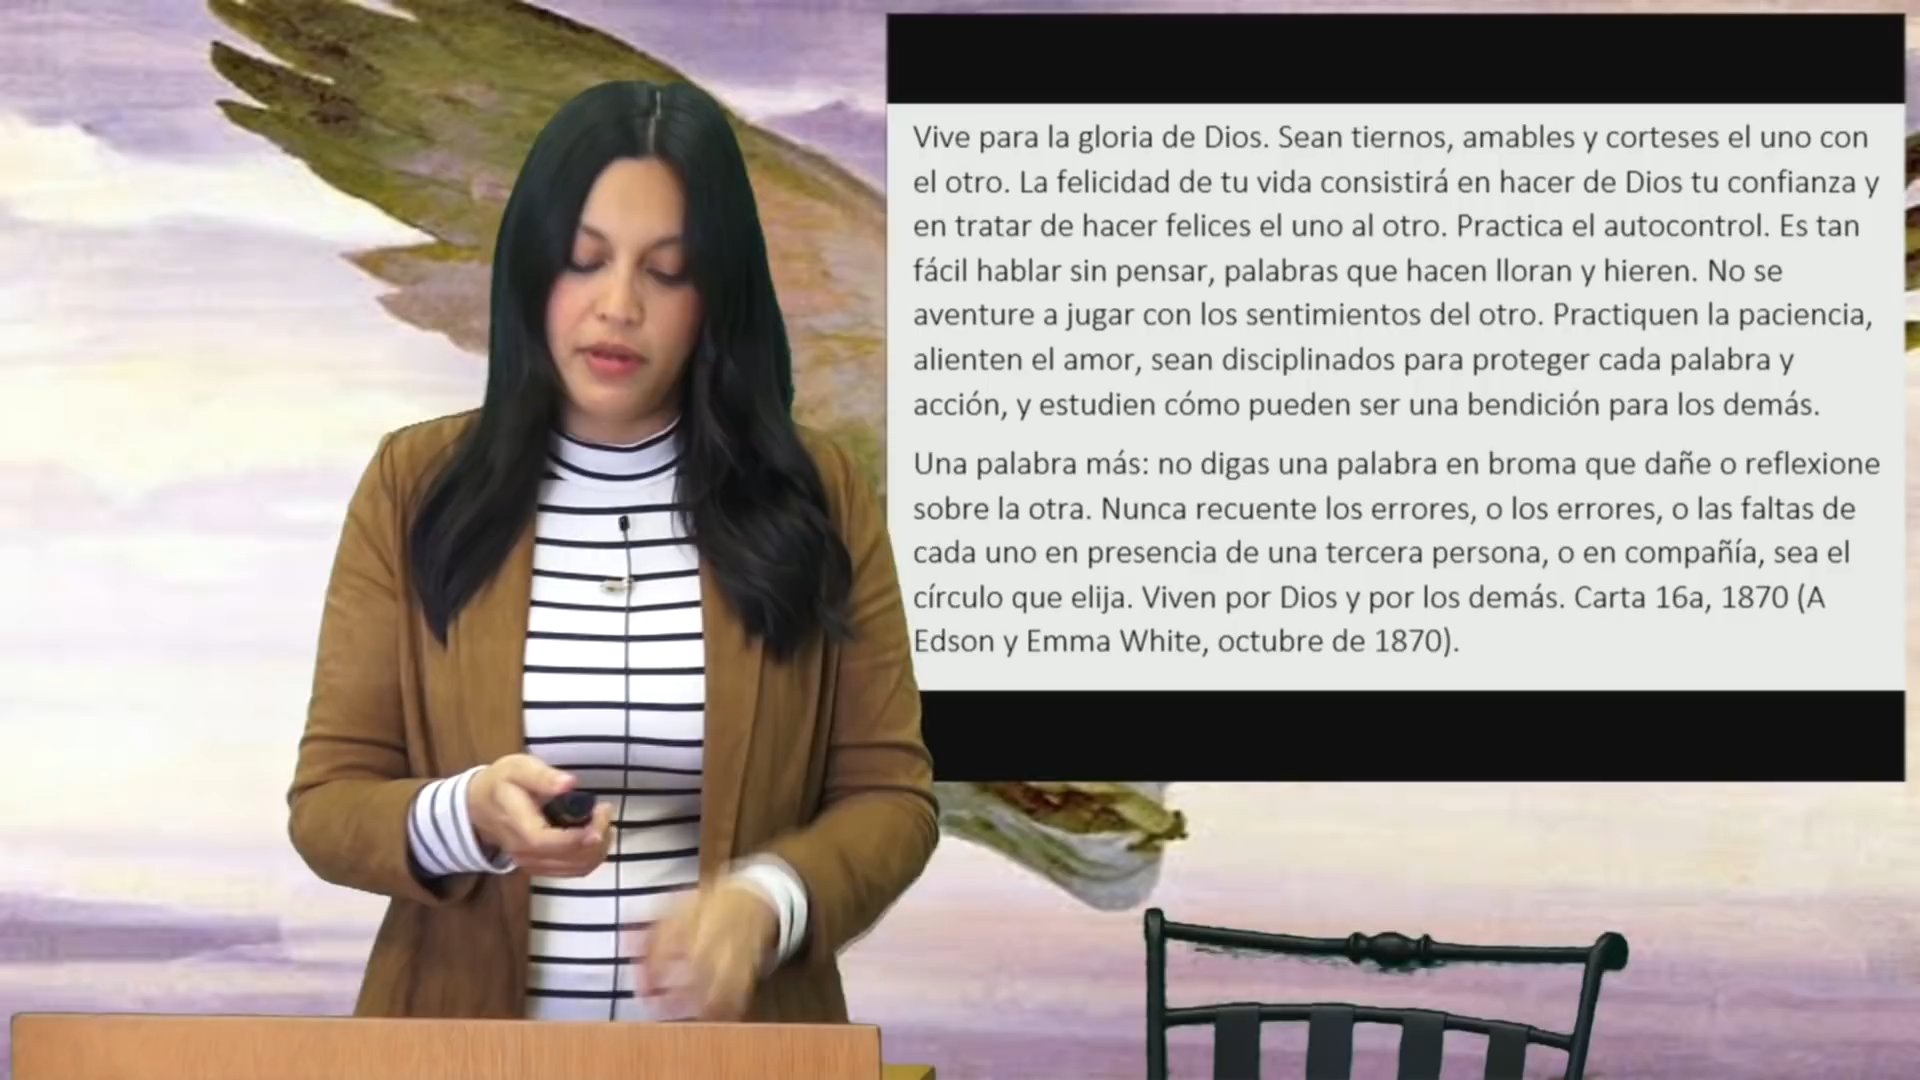 Vive para la gloria de Dios. Sean tiernos, amables y corteses el uno con
el otro. La felicidad de tu vida consistirá en hacer de Dios tu confianza y
en tratar de hacer felices el uno al otro. Practica el autocontrol. Es tan
fácil hablar sin pensar, palabras que hacen lloran y hieren. No se
aventure a jugar con los sentimientos del otro. Practiquen la paciencia,
alienten el amor, sean disciplinados para proteger cada palabra y
acción, y estudien cómo pueden ser una bendición para los demás.
Una palabra más: no digas una palabra en broma que dañe o reflexione
sobre la otra. Nunca recuente los errores, o los errores, o las faltas de
cada uno en presencia de una tercera persona, o en compañía, sea el
círculo que elija. Viven por Dios y por los demás. Carta 16a, 1870 (A
Edson y Emma White, octubre de 1870).